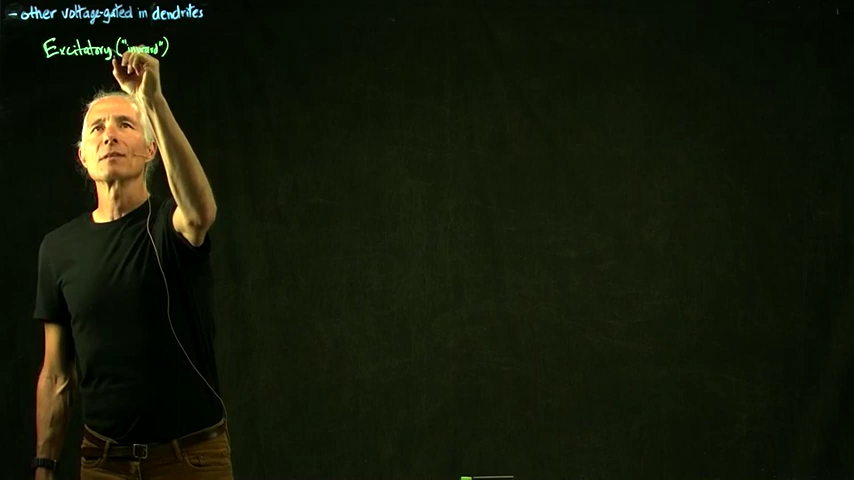 - other voltage-gated in dendrites
Excitatory ("inward")